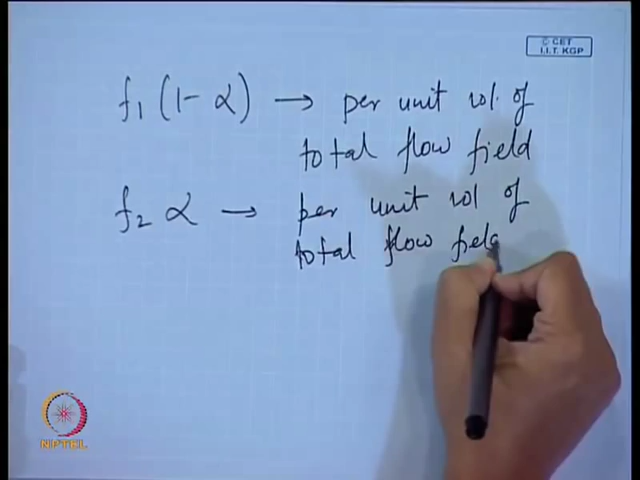 © CET
I.I.T. KGP
f₁ (1 - α) → per unit vol. of
total flow field
f₂ α → per unit vol of
total flow field
NPTEL